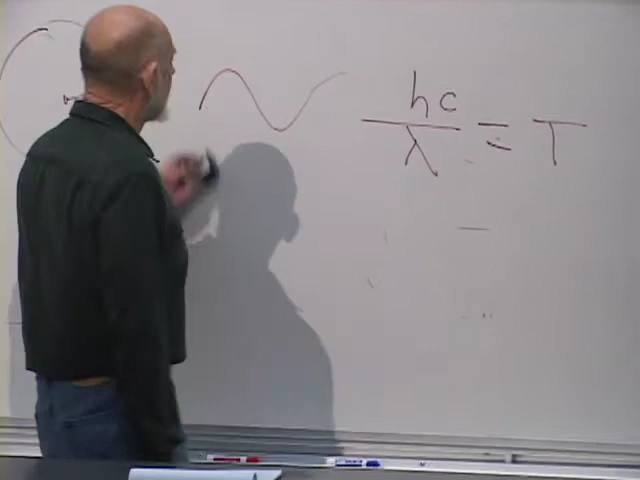 hc
— = T
λ